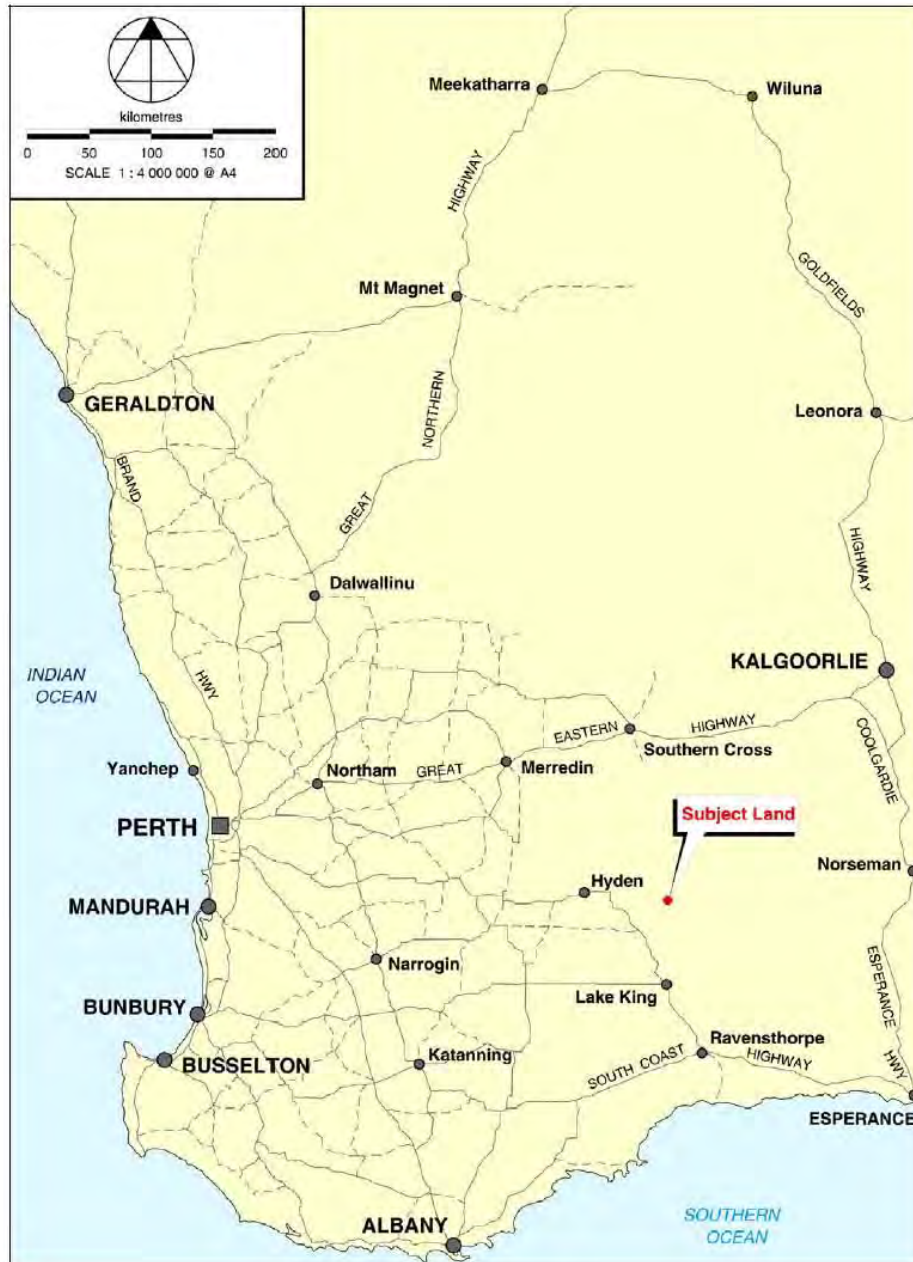 kilometres
0 50 100 150 200
SCALE 1 : 4 000 000 @ A4
Meekatharra
Wiluna
HIGHWAY
GOLDFIELDS
Mt Magnet
GERALDTON
NORTHERN
Leonora
BRAND
GREAT
HIGHWAY
Dalwallinu
KALGOORLIE
INDIAN
OCEAN
HWY
EASTERN
HIGHWAY
Southern Cross
COOLGARDIE
Yanchep
Northam
GREAT
Merredin
PERTH
Subject Land
Norseman
Hyden
MANDURAH
Narrogin
Lake King
ESPERANCE
BUNBURY
Ravensthorpe
BUSSELTON
Katanning
SOUTH COAST
HIGHWAY
HWY
ESPERANCE
ALBANY
SOUTHERN
OCEAN